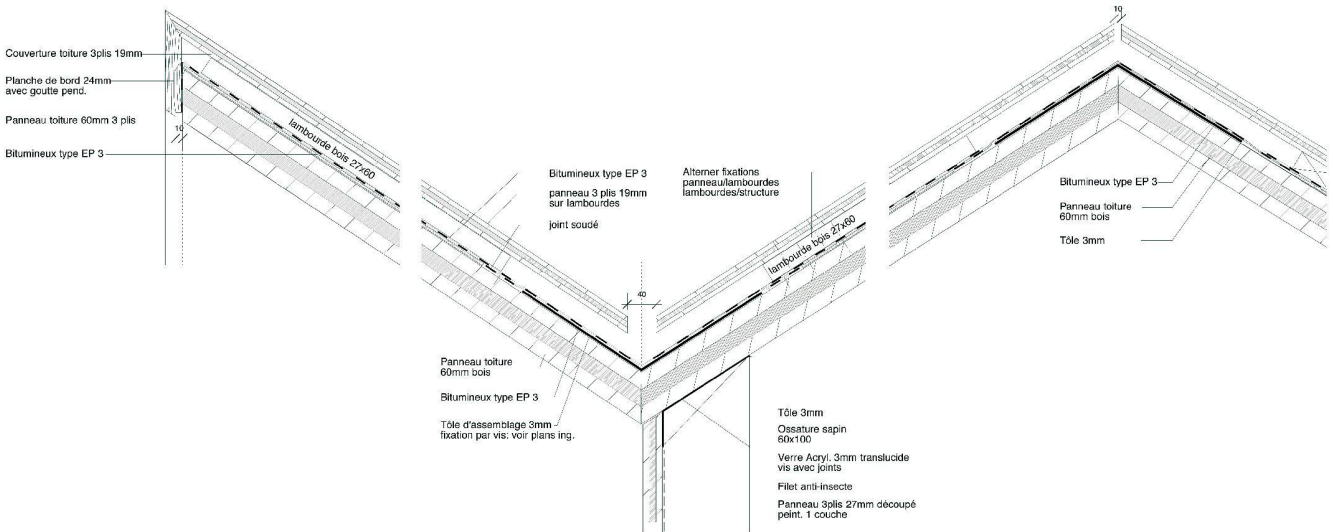 Couverture toiture 3plis 19mm
Planche de bord 24mm
avec goutte pend.
Panneau toiture 60mm 3 plis
10
Bitumineux type EP 3
lambourde bois 27x60
Bitumineux type EP 3
panneau 3 plis 19mm
sur lambourdes
joint soudé
40
Panneau toiture
60mm bois
Bitumineux type EP 3
Tôle d'assemblage 3mm
fixation par vis: voir plans ing.
Alterner fixations
panneau/lambourdes
lambourdes/structure
lambourde bois 27x60
Tôle 3mm
Ossature sapin
60x100
Verre Acryl. 3mm translucide
vis avec joints
Filet anti-insecte
Panneau 3plis 27mm découpé
peint. 1 couche
10
Bitumineux type EP 3
Panneau toiture
60mm bois
Tôle 3mm